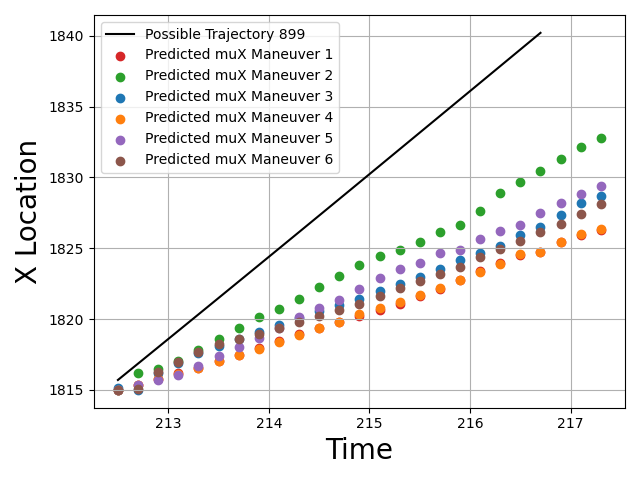 Possible Trajectory 899
Predicted muX Maneuver 1
Predicted muX Maneuver 2
Predicted muX Maneuver 3
Predicted muX Maneuver 4
Predicted muX Maneuver 5
Predicted muX Maneuver 6
X Location
1840
1835
1830
1825
1820
1815
213 214 215 216 217
Time